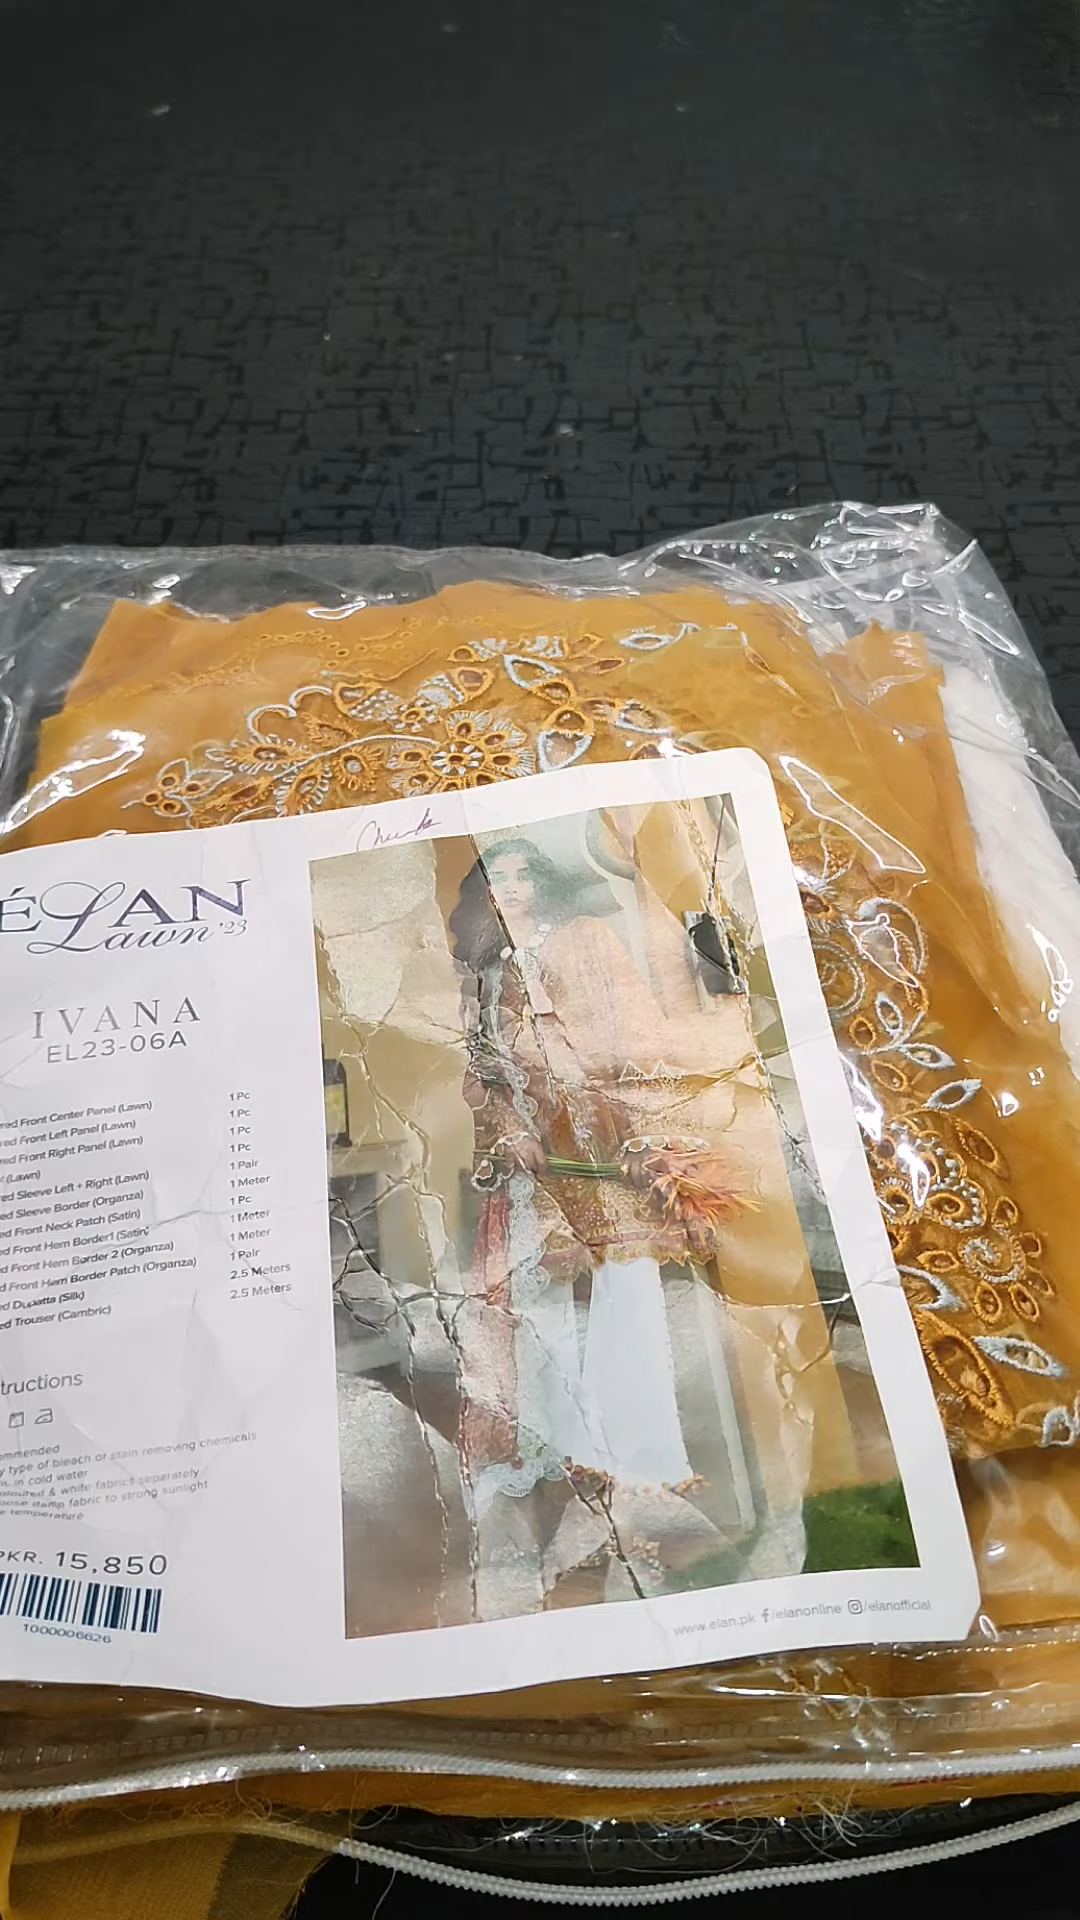 ÉLAN
Lawn '23
IVANA
EL23-06A
red Front Center Panel (Lawn) 1 Pc
red Front Left Panel (Lawn) 1 Pc
red Front Right Panel (Lawn) 1 Pc
(Lawn) 1 Pc
ed Sleeve Left + Right (Lawn) 1 Pair
ed Sleeve Border (Organza) 1 Meter
ed Front Neck Patch (Satin) 1 Pc
ed Front Hem Border1 (Satin) 1 Meter
d Front Hem Border 2 (Organza) 1 Meter
d Front Hem Border Patch (Organza) 1 Pair
ed Dupatta (Silk) 2.5 Meters
ed Trouser (Cambric) 2.5 Meters
tructions
ommended
y type of bleach or stain removing chemicals
in cold water
oloured & white fabrics separately
pose damp fabric to strong sunlight
e temperature
PKR. 15,850
1000006626
www.elan.pk f/elanonline /elanofficial